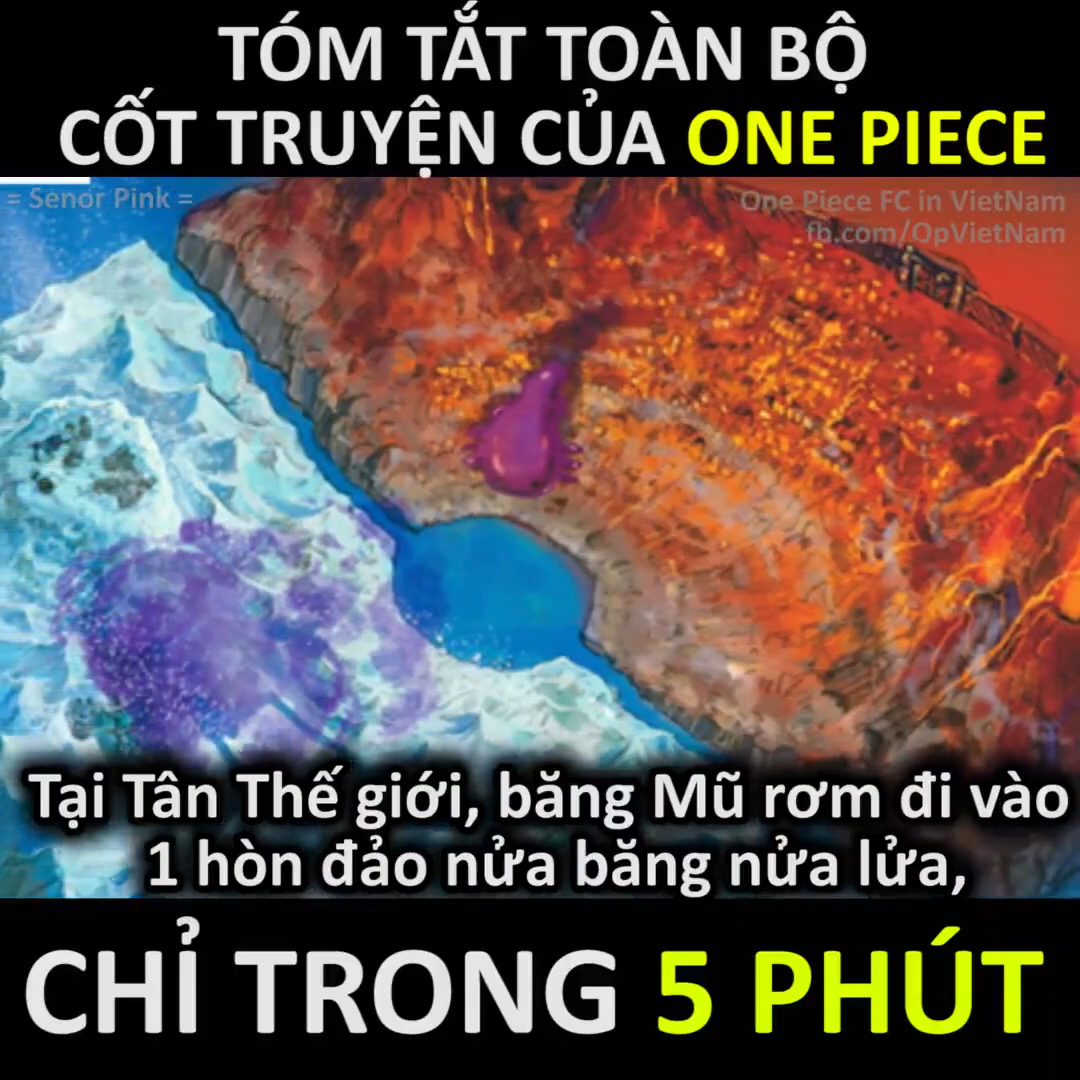 TÓM TẮT TOÀN BỘ
CỐT TRUYỆN CỦA ONE PIECE
= Senor Pink =
One Piece FC in VietNam
fb.com/OpVietNam
Tại Tân Thế giới, băng Mũ rơm đi vào
1 hòn đảo nửa băng nửa lửa,
CHỈ TRONG 5 PHÚT